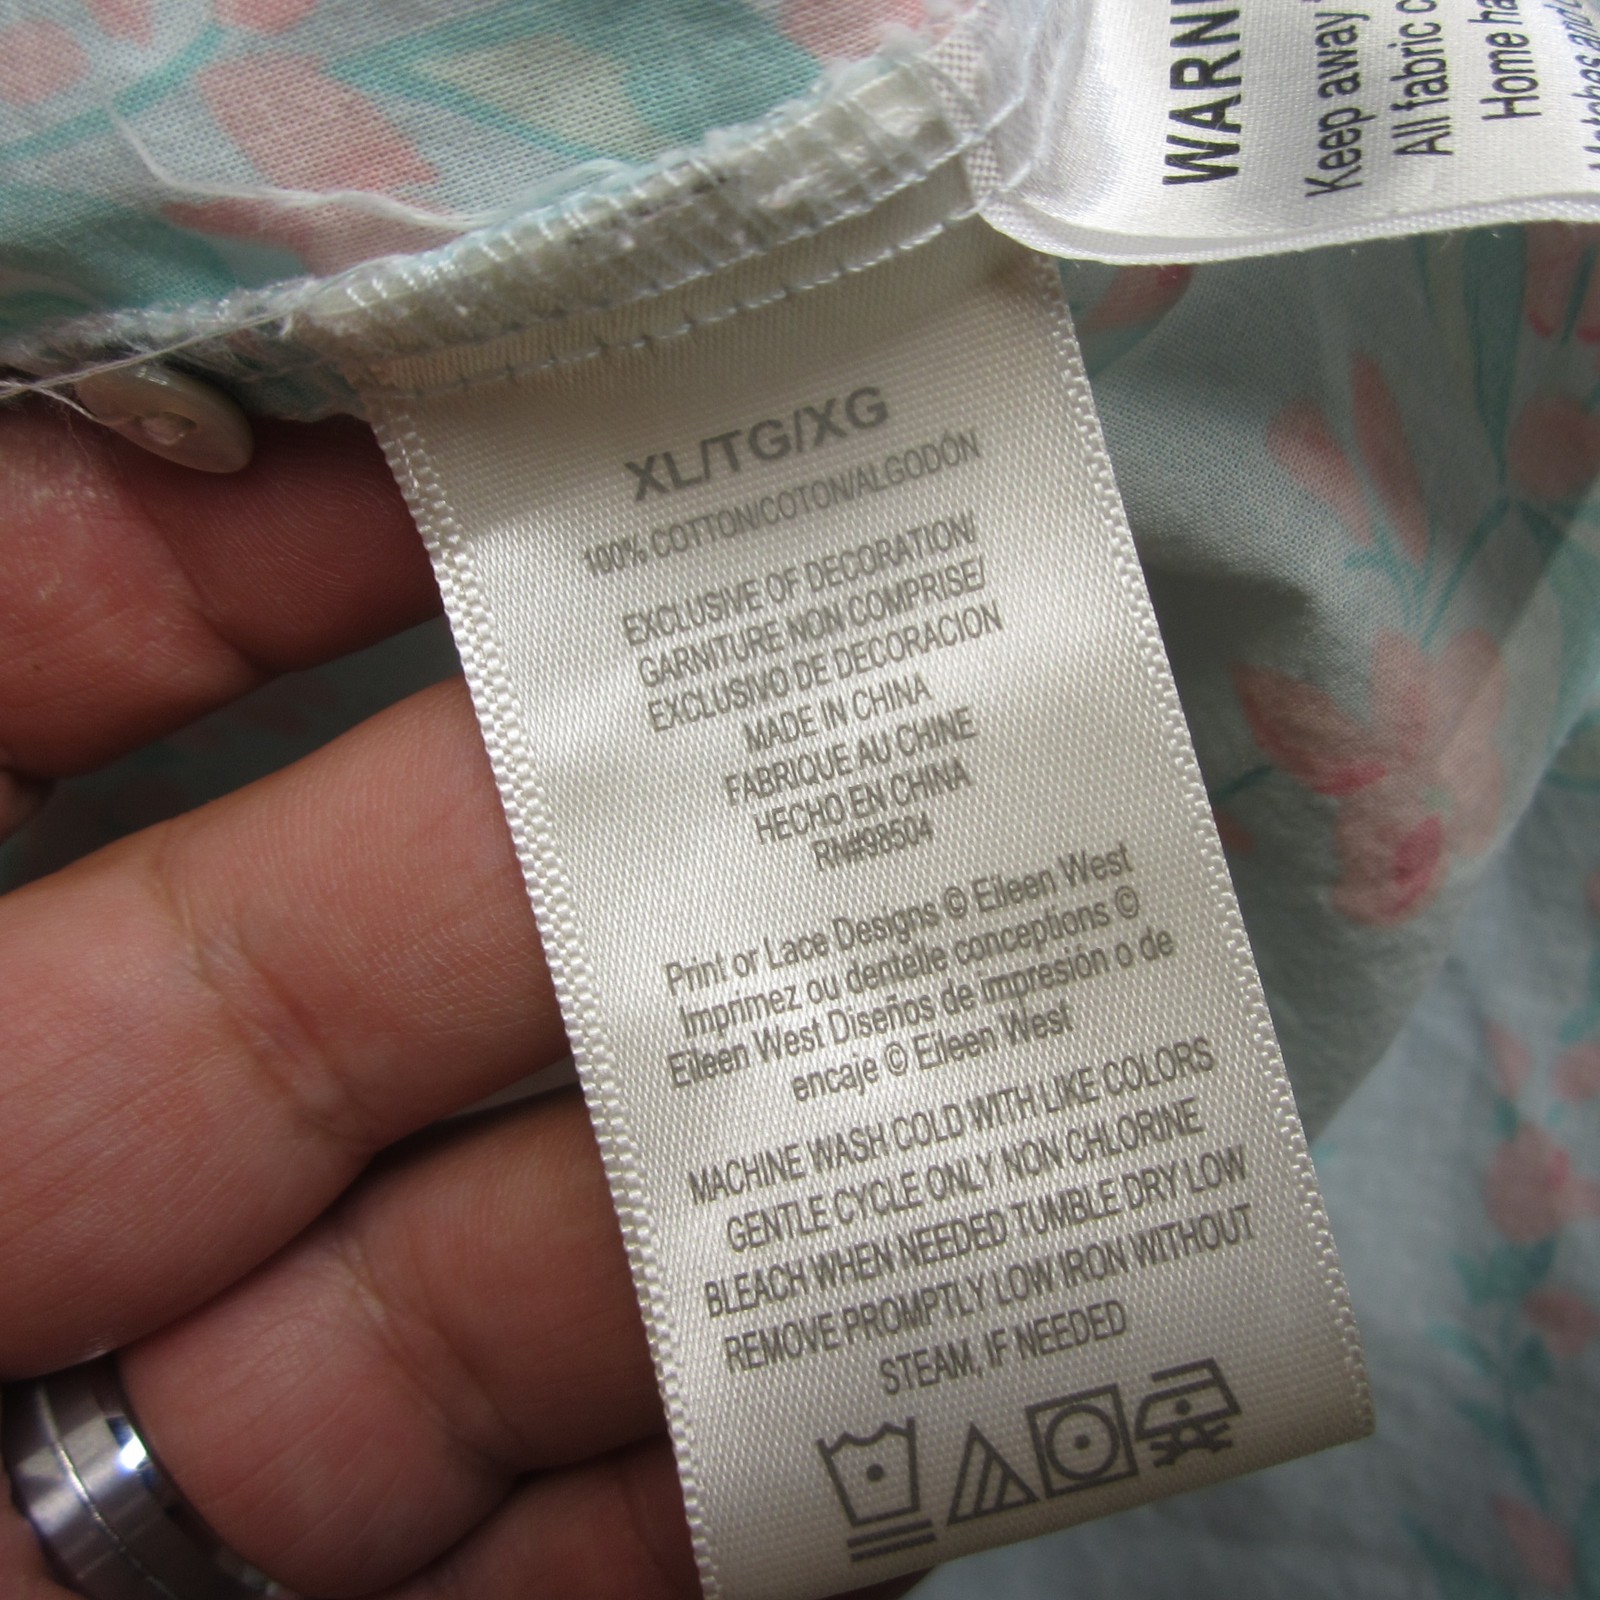 XL/TG/XG
100% COTTON/COTON/ALGODÓN
EXCLUSIVE OF DECORATION/
GARNITURE NON COMPRISE/
EXCLUSIVO DE DECORACION
MADE IN CHINA
FABRIQUE AU CHINE
HECHO EN CHINA
RN#98504
Print or Lace Designs © Eileen West
Imprimez ou dentelle conceptions ©
Eileen West Diseños de impresión o de
encaje © Eileen West
MACHINE WASH COLD WITH LIKE COLORS
GENTLE CYCLE ONLY NON CHLORINE
BLEACH WHEN NEEDED TUMBLE DRY LOW
REMOVE PROMPTLY LOW IRON WITHOUT
STEAM, IF NEEDED
WARN
Keep away
All fabric c
Home ha